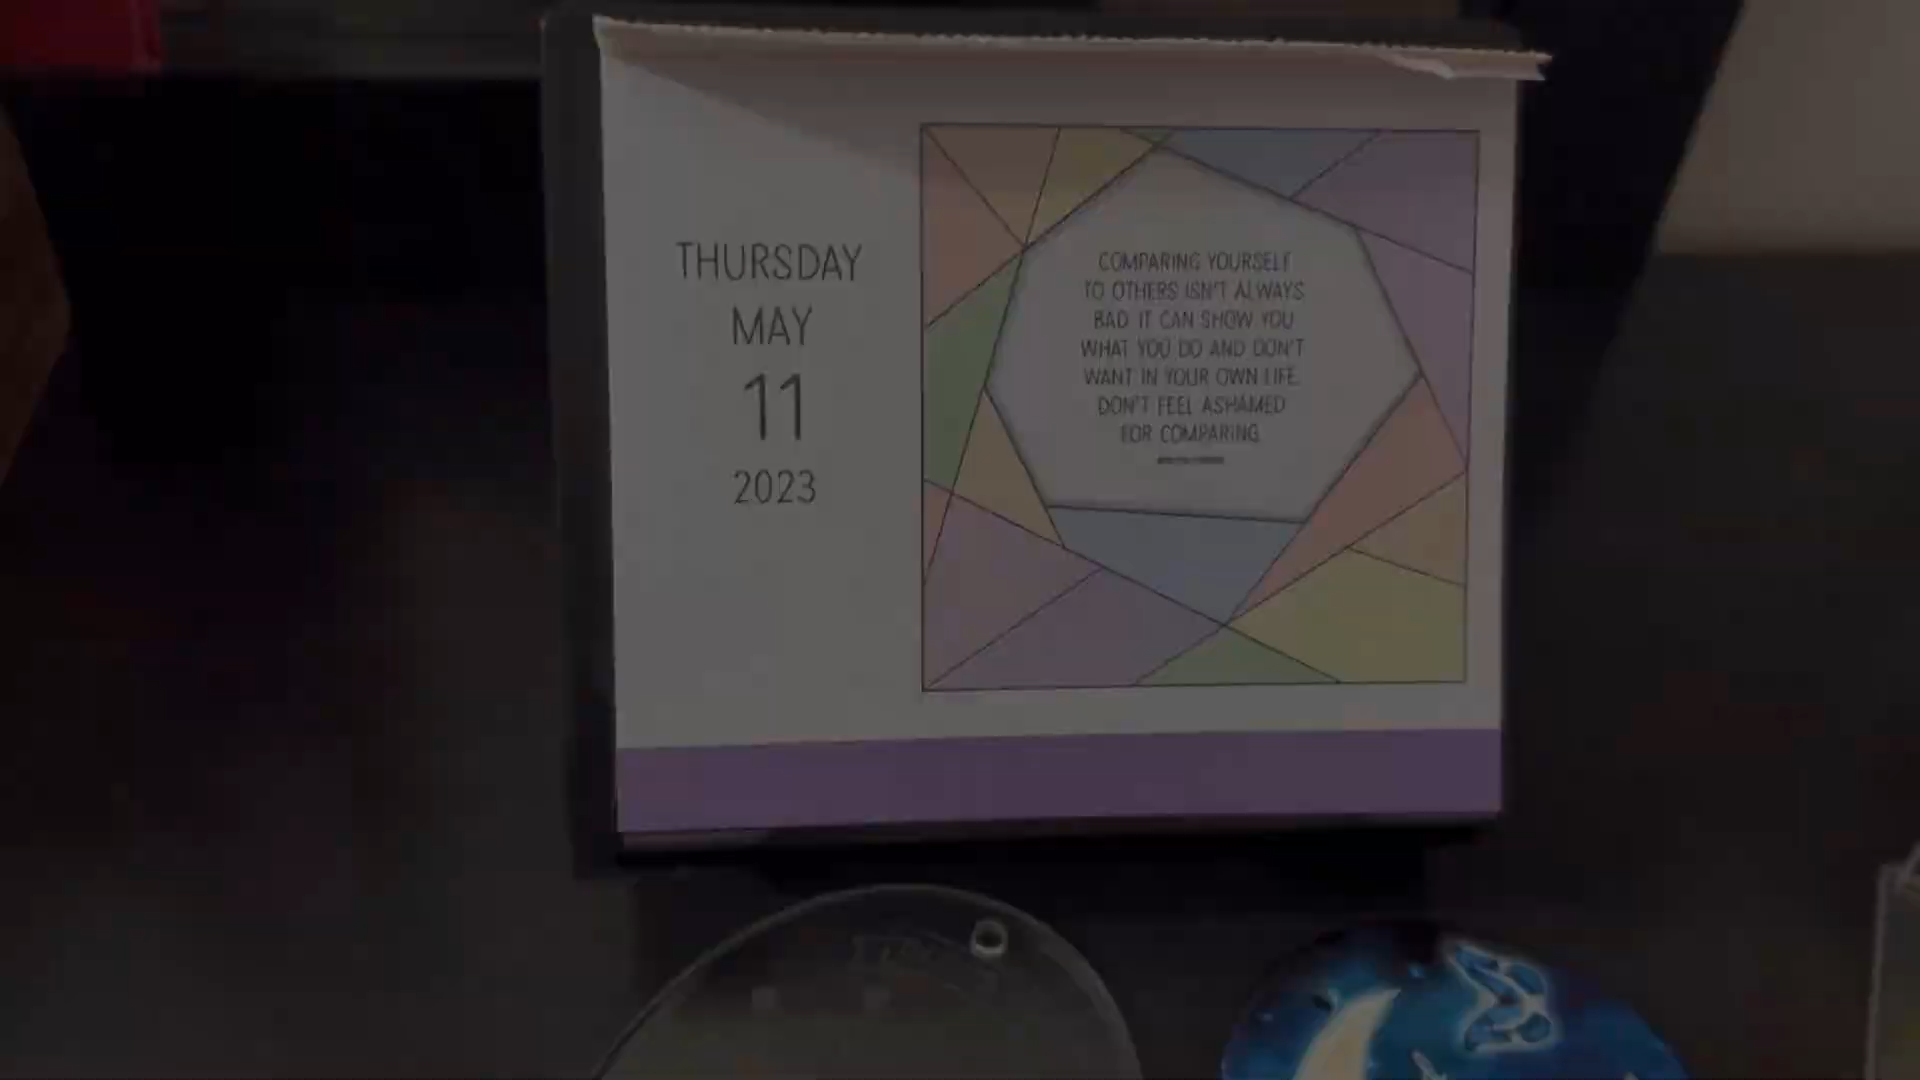 THURSDAY
MAY
11
2023
COMPARING YOURSELF
TO OTHERS ISN'T ALWAYS
BAD. IT CAN SHOW YOU
WHAT YOU DO AND DON'T
WANT IN YOUR OWN LIFE.
DON'T FEEL ASHAMED
FOR COMPARING.